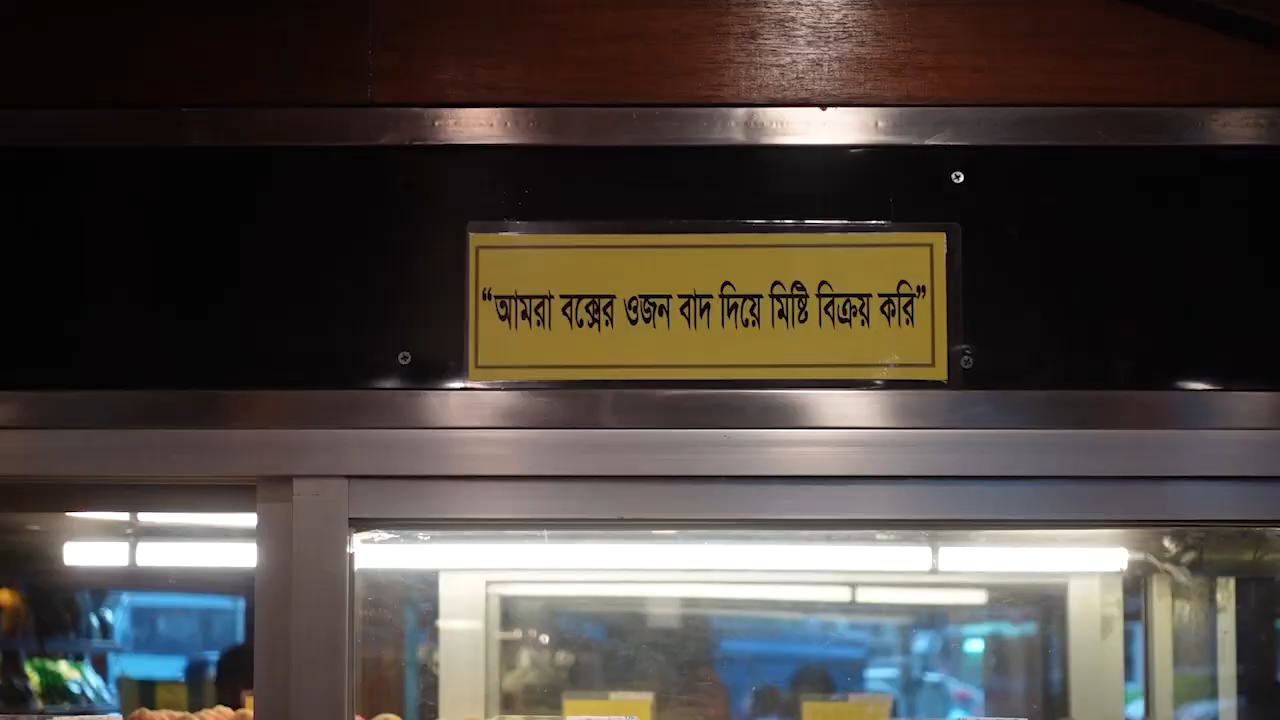 “আমরা বক্সের ওজন বাদ দিয়ে মিষ্টি বিক্রয় করি”